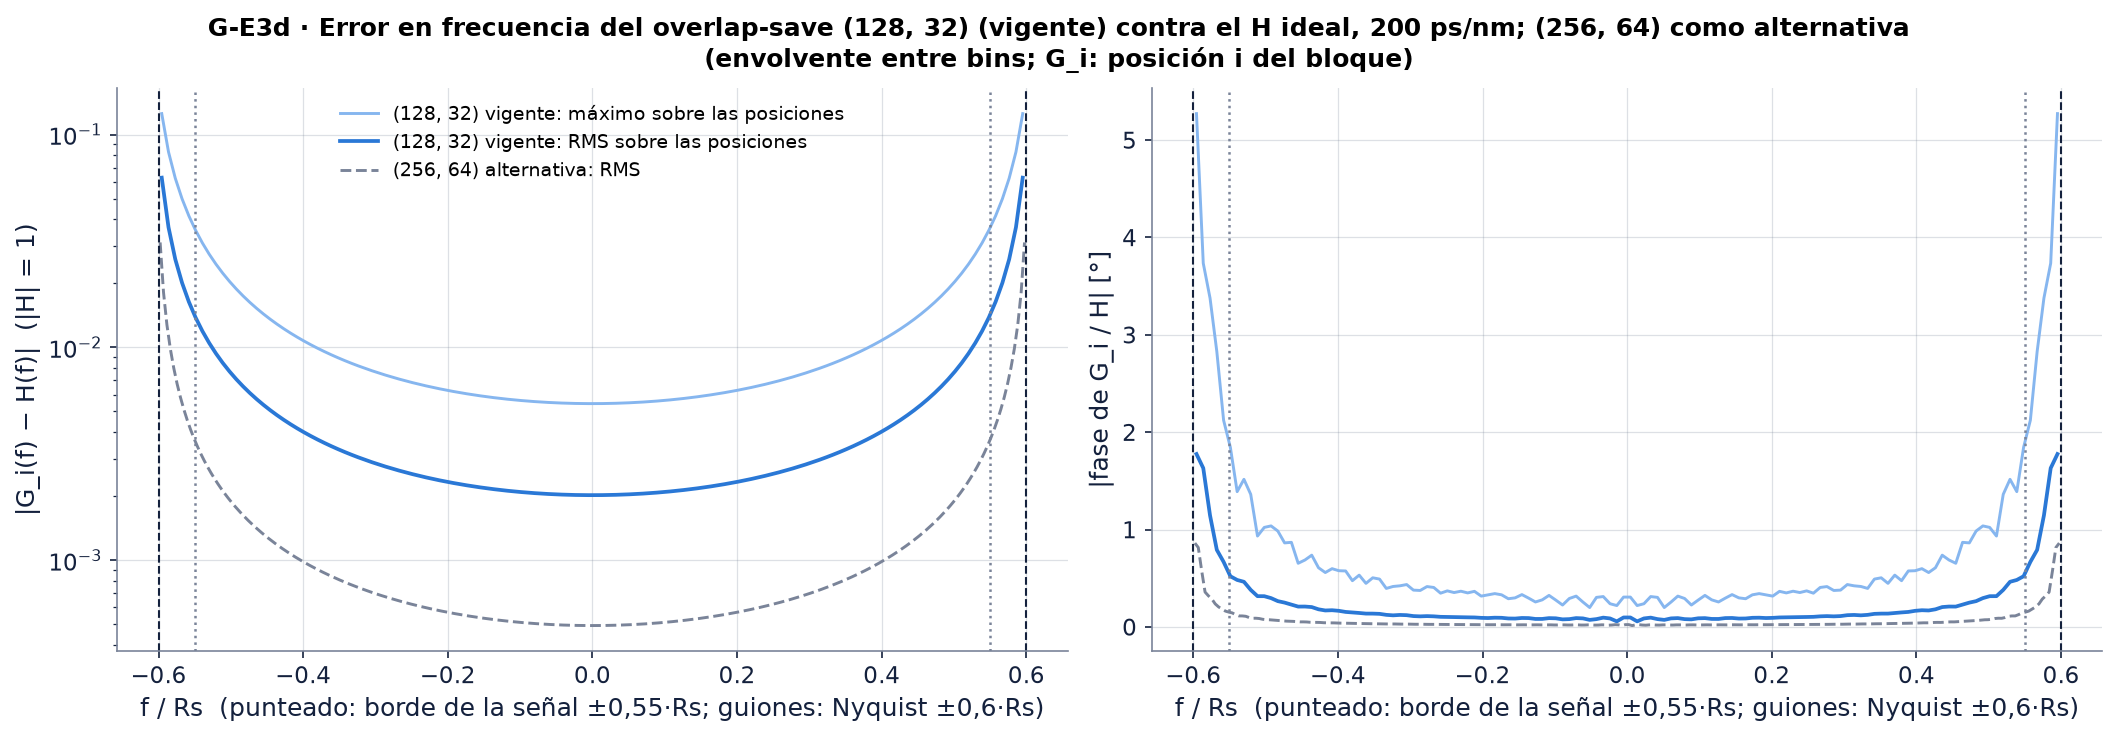 G-E3d · Error en frecuencia del overlap-save (128, 32) (vigente) contra el H ideal, 200 ps/nm; (256, 64) como alternativa
(envolvente entre bins; G_i: posición i del bloque)
(128, 32) vigente: máximo sobre las posiciones
(128, 32) vigente: RMS sobre las posiciones
(256, 64) alternativa: RMS
|G_i(f) − H(f)| (|H| = 1)
10⁻¹
10⁻²
10⁻³
−0.6 −0.4 −0.2 0.0 0.2 0.4 0.6
f / Rs (punteado: borde de la señal ±0,55·Rs; guiones: Nyquist ±0,6·Rs)
|fase de G_i / H| [°]
5
4
3
2
1
0
−0.6 −0.4 −0.2 0.0 0.2 0.4 0.6
f / Rs (punteado: borde de la señal ±0,55·Rs; guiones: Nyquist ±0,6·Rs)